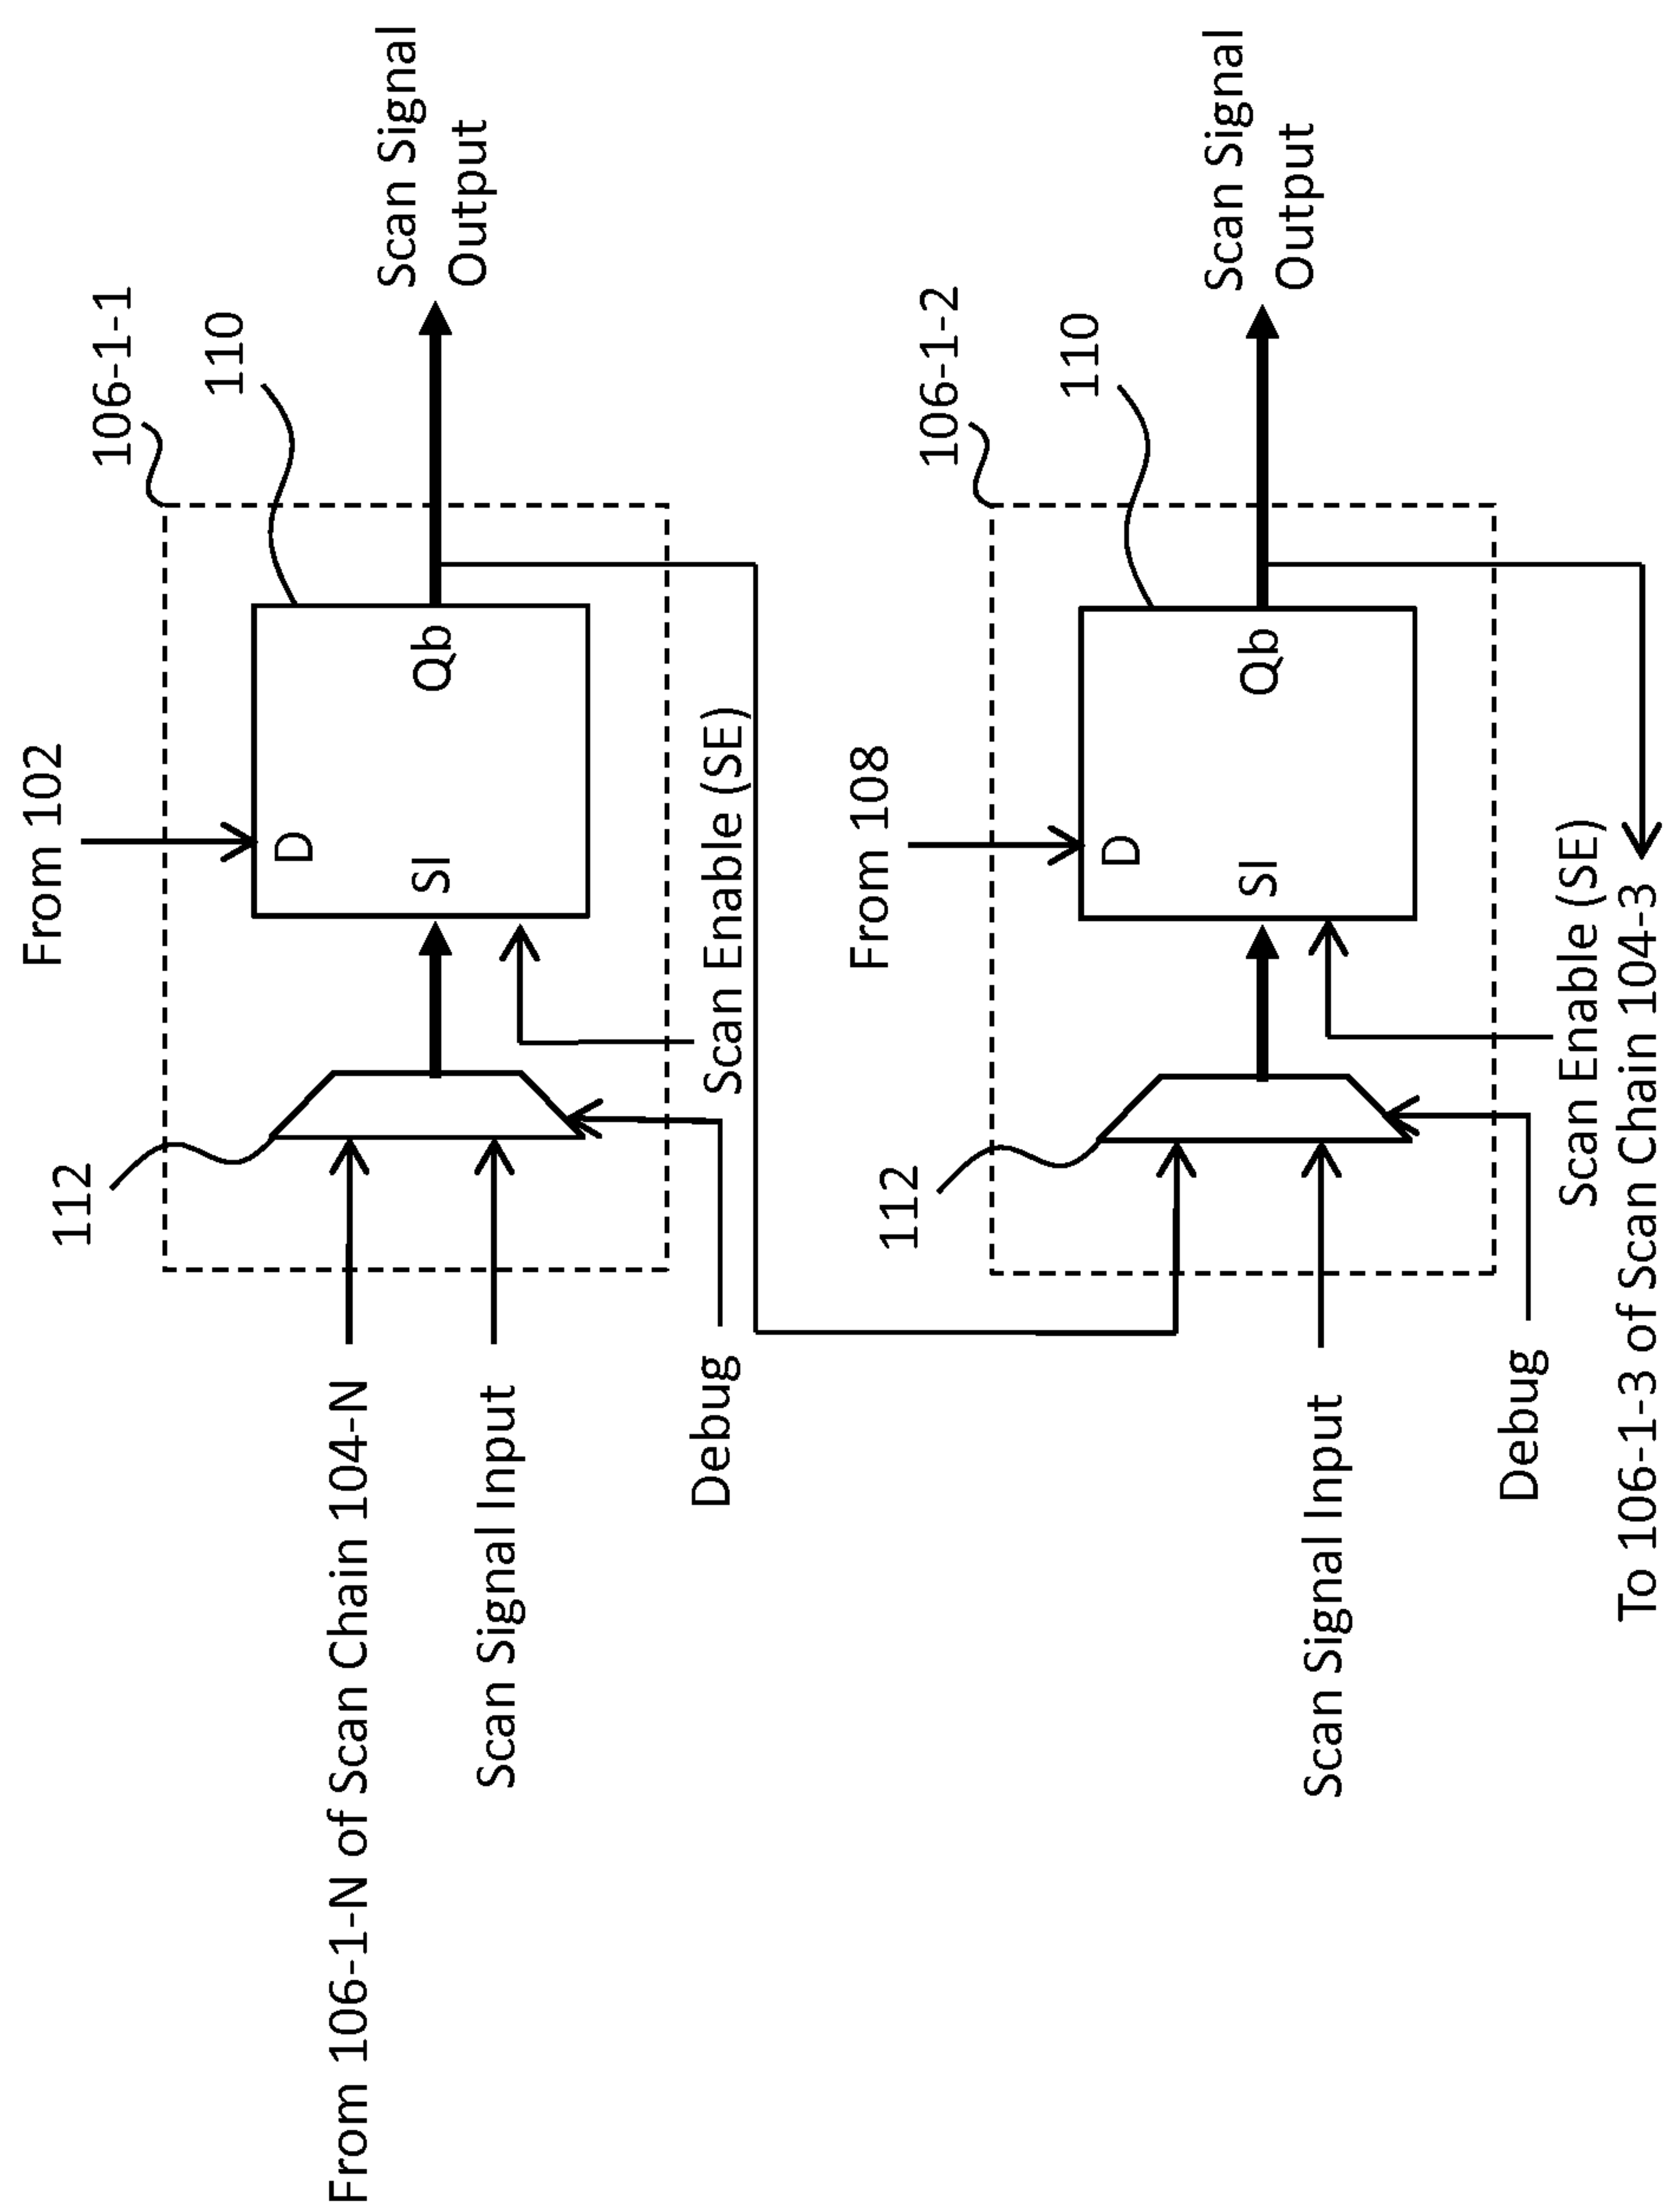 From 102
106-1-1
110
112
D
SI
Qb
Scan Signal
Output
From 106-1-N of Scan Chain 104-N
Scan Signal Input
Debug
Scan Enable (SE)
From 108
106-1-2
110
112
D
SI
Qb
Scan Signal
Output
Scan Signal Input
Debug
Scan Enable (SE)
To 106-1-3 of Scan Chain 104-3